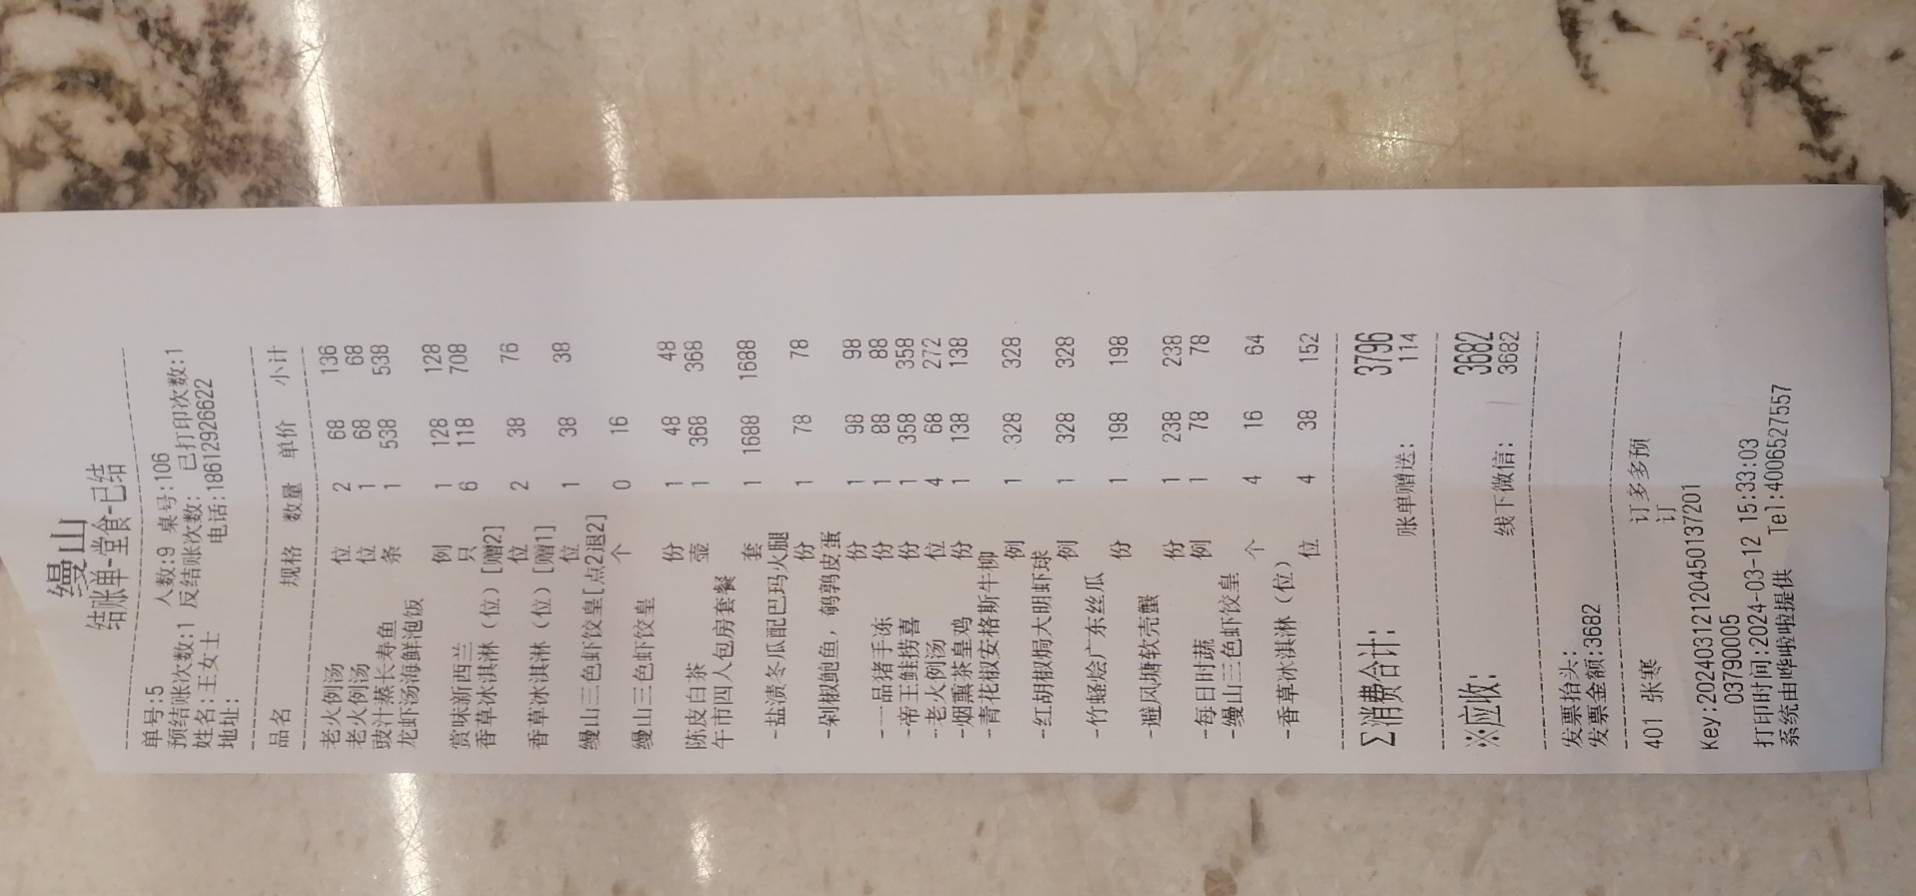 缦山
结账单-堂食-已结
单号:5 人数:9 桌号:106
预结账次数:1 反结账次数: 已打印次数:1
姓名:王女士 电话:18612926622
地址:
品名 规格 数量 单价 小计
老火例汤 位 2 68 136
老火例汤 位 1 68 68
豉汁蒸长寿鱼 条 1 538 538
龙虾汤海鲜泡饭
例 1 128 128
赏味新西兰 只 6 118 708
香草冰淇淋（位）[赠2]
位 2 38 76
香草冰淇淋（位）[赠1]
位 1 38 38
缦山三色虾饺皇[点2退2]
个 0 16
缦山三色虾饺皇
份 1 48 48
陈皮白茶 壶 1 368 368
午市四人包房套餐
套 1 1688 1688
-盐渍冬瓜配巴玛火腿
份 1 78 78
-剁椒鲍鱼，鹌鹑皮蛋
份 1 98 98
-一品猪手冻 份 1 88 88
-帝王鲑捞喜 份 1 358 358
-老火例汤 位 4 68 272
-烟熏茶皇鸡 份 1 138 138
-青花椒安格斯牛柳
例 1 328 328
-红胡椒焗大明虾球
例 1 328 328
-竹蛏烩广东丝瓜
份 1 198 198
-避风塘软壳蟹
份 1 238 238
-每日时蔬 例 1 78 78
-缦山三色虾饺皇
个 4 16 64
-香草冰淇淋（位）
位 4 38 152
∑消费合计: 3796
账单赠送: 114
※应收: 3682
线下微信: 3682
发票抬头:
发票金额:3682
401 张寒 订多多预
订
Key:20240312120450137201
03790005
打印时间:2024-03-12 15:33:03
系统由哗啦啦提供 Tel:4006527557